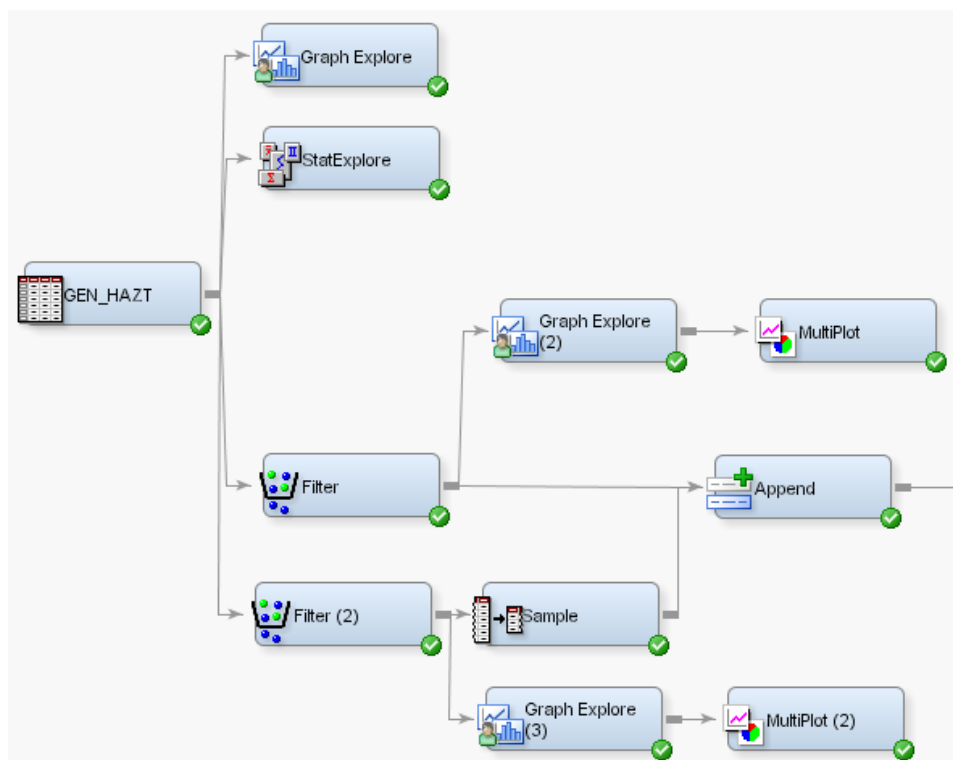 Graph Explore
StatExplore
GEN_HAZT
Graph Explore
(2)
MultiPlot
Filter
Append
Filter (2)
Sample
Graph Explore
(3)
MultiPlot (2)